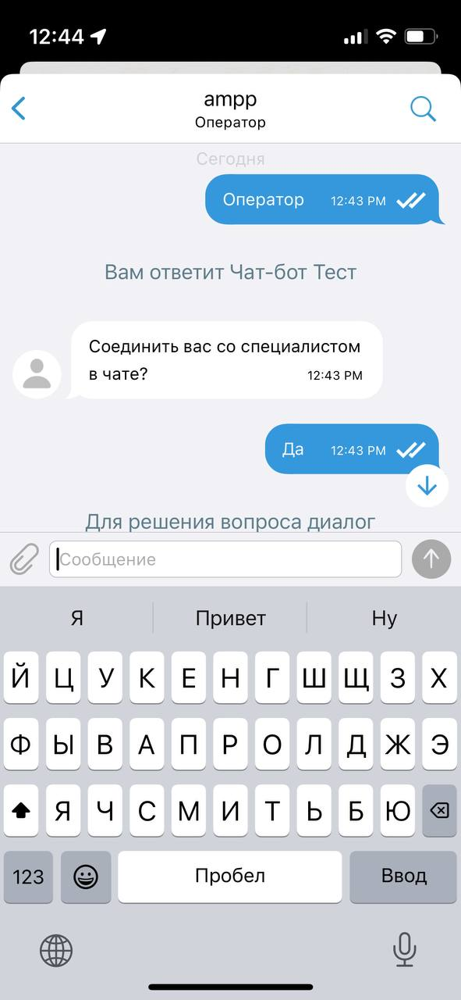 12:44
ampp
Оператор
Сегодня
Оператор 12:43 PM
Вам ответит Чат-бот Тест
Соединить вас со специалистом
в чате? 12:43 PM
Да 12:43 PM
Для решения вопроса диалог
Сообщение
Я Привет Ну
Й Ц У К Е Н Г Ш Щ З Х
Ф Ы В А П Р О Л Д Ж Э
Я Ч С М И Т Ь Б Ю
123 Пробел Ввод